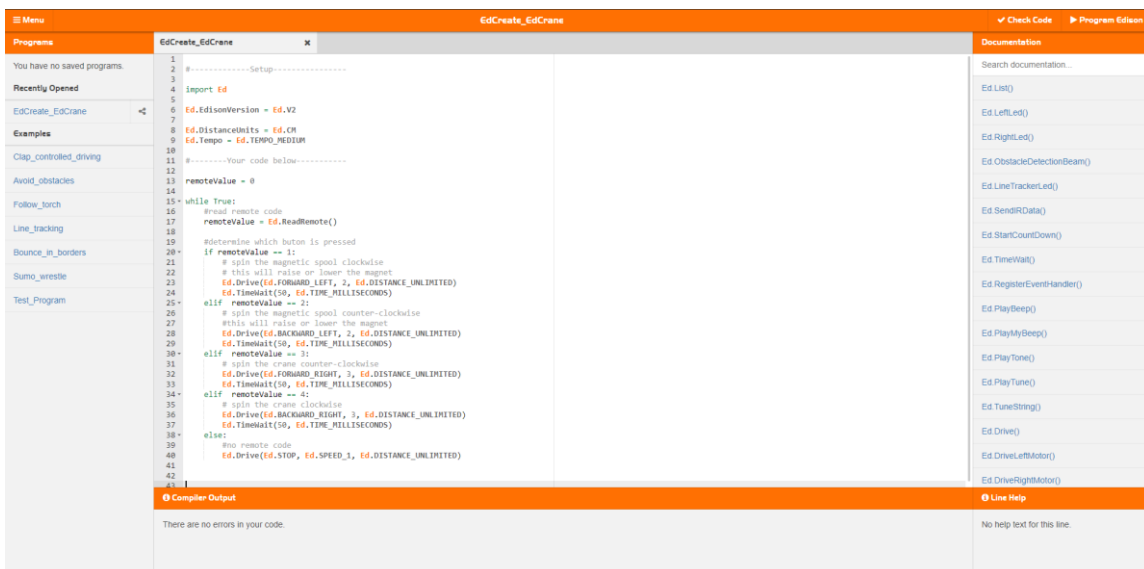 Menu
EdCreate_EdCrane
Check Code
Program Edison
Programs
You have no saved programs.
Recently Opened
EdCreate_EdCrane
Examples
Clap_controlled_driving
Avoid_obstacles
Follow_torch
Line_tracking
Bounce_in_borders
Sumo_wrestle
Test_Program
EdCreate_EdCrane x
1
2 #-------------Setup----------------
3
4 import Ed
5
6 Ed.EdisonVersion = Ed.V2
7
8 Ed.DistanceUnits = Ed.CM
9 Ed.Tempo = Ed.TEMPO_MEDIUM
10
11 #--------Your code below-----------
12
13 remoteValue = 0
14
15 while True:
16     #read remote code
17     remoteValue = Ed.ReadRemote()
18
19     #determine which buton is pressed
20     if remoteValue == 1:
21         # spin the magnetic spool clockwise
22         # this will raise or lower the magnet
23         Ed.Drive(Ed.FORWARD_LEFT, 2, Ed.DISTANCE_UNLIMITED)
24         Ed.TimeWait(50, Ed.TIME_MILLISECONDS)
25     elif remoteValue == 2:
26         # spin the magnetic spool counter-clockwise
27         #this will raise or lower the magnet
28         Ed.Drive(Ed.BACKWARD_LEFT, 2, Ed.DISTANCE_UNLIMITED)
29         Ed.TimeWait(50, Ed.TIME_MILLISECONDS)
30     elif remoteValue == 3:
31         # spin the crane counter-clockwise
32         Ed.Drive(Ed.FORWARD_RIGHT, 3, Ed.DISTANCE_UNLIMITED)
33         Ed.TimeWait(50, Ed.TIME_MILLISECONDS)
34     elif remoteValue == 4:
35         # spin the crane clockwise
36         Ed.Drive(Ed.BACKWARD_RIGHT, 3, Ed.DISTANCE_UNLIMITED)
37         Ed.TimeWait(50, Ed.TIME_MILLISECONDS)
38     else:
39         #no remote code
40         Ed.Drive(Ed.STOP, Ed.SPEED_1, Ed.DISTANCE_UNLIMITED)
41
42
43
Compiler Output
There are no errors in your code.
Documentation
Search documentation...
Ed.List()
Ed.LeftLed()
Ed.RightLed()
Ed.ObstacleDetectionBeam()
Ed.LineTrackerLed()
Ed.SendIRData()
Ed.StartCountDown()
Ed.TimeWait()
Ed.RegisterEventHandler()
Ed.PlayBeep()
Ed.PlayMyBeep()
Ed.PlayTone()
Ed.PlayTune()
Ed.TuneString()
Ed.Drive()
Ed.DriveLeftMotor()
Ed.DriveRightMotor()
Line Help
No help text for this line.